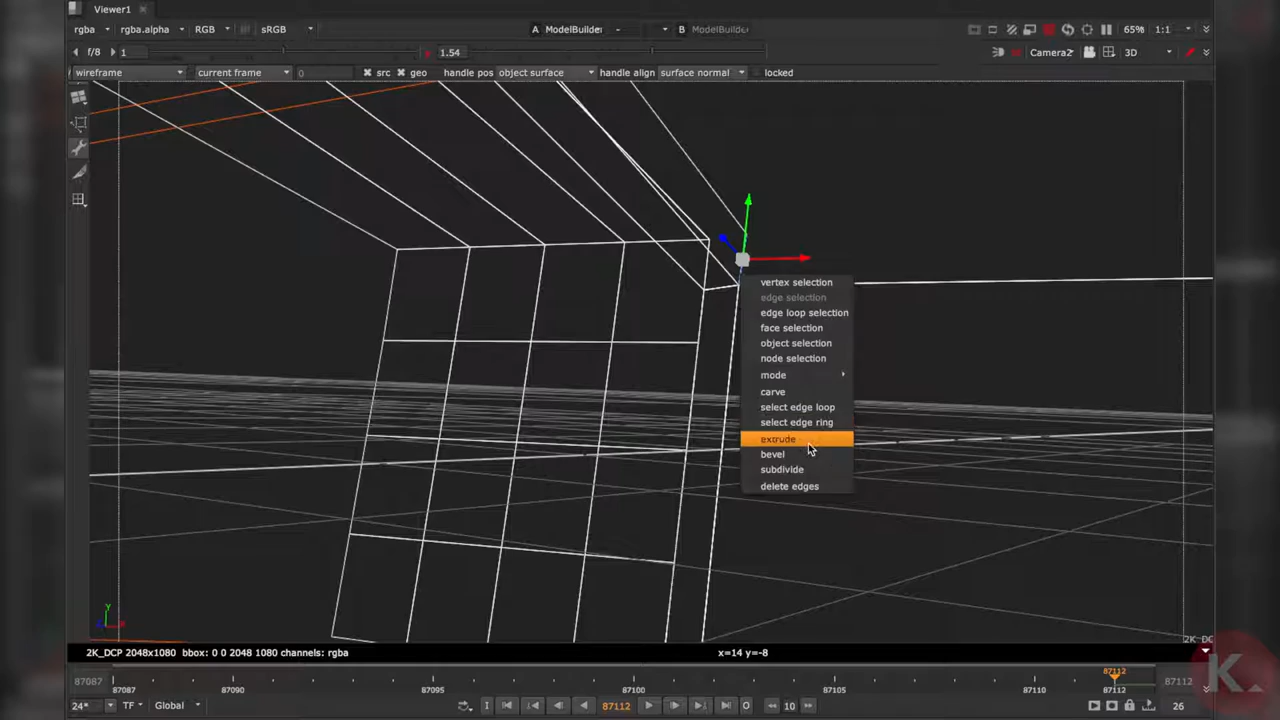 Viewer1
rgba rgba.alpha RGB sRGB A ModelBuilder - B ModelBuilder 65% 1:1
f/8 1 1.54 Camera2 3D
wireframe current frame 0 src geo handle pos object surface handle align surface normal locked
vertex selection
edge selection
edge loop selection
face selection
object selection
node selection
mode
carve
select edge loop
select edge ring
extrude
bevel
subdivide
delete edges
y
2K_DC
2K_DCP 2048x1080 bbox: 0 0 2048 1080 channels: rgba x=14 y=-8
87087 87087 87090 87095 87100 87105 87110 87112 87112
24* TF Global I 87112 O 10 26
K.